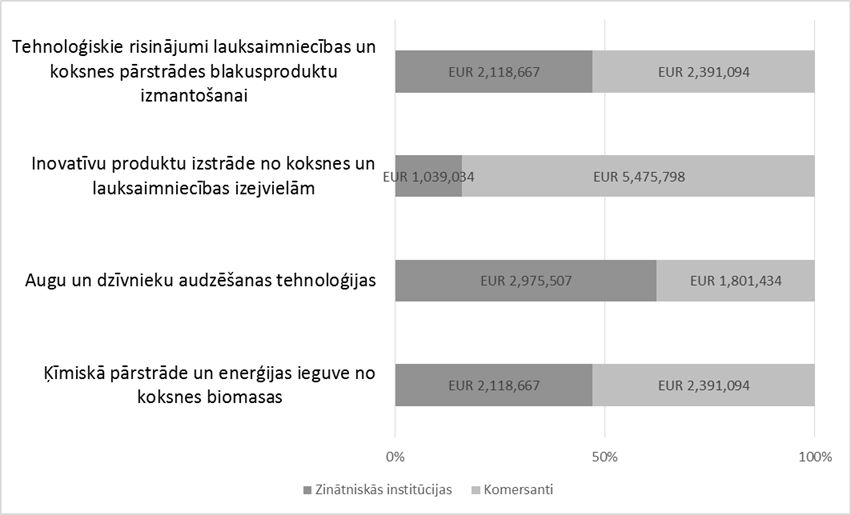 Tehnoloģiskie risinājumi lauksaimniecības un
koksnes pārstrādes blakusproduktu
izmantošanai
EUR 2,118,667
EUR 2,391,094
Inovatīvu produktu izstrāde no koksnes un
lauksaimniecības izejvielām
EUR 1,039,034
EUR 5,475,798
Augu un dzīvnieku audzēšanas tehnoloģijas
EUR 2,975,507
EUR 1,801,434
Ķīmiskā pārstrāde un enerģijas ieguve no
koksnes biomasas
EUR 2,118,667
EUR 2,391,094
0%
50%
100%
Zinātniskās institūcijas
Komersanti